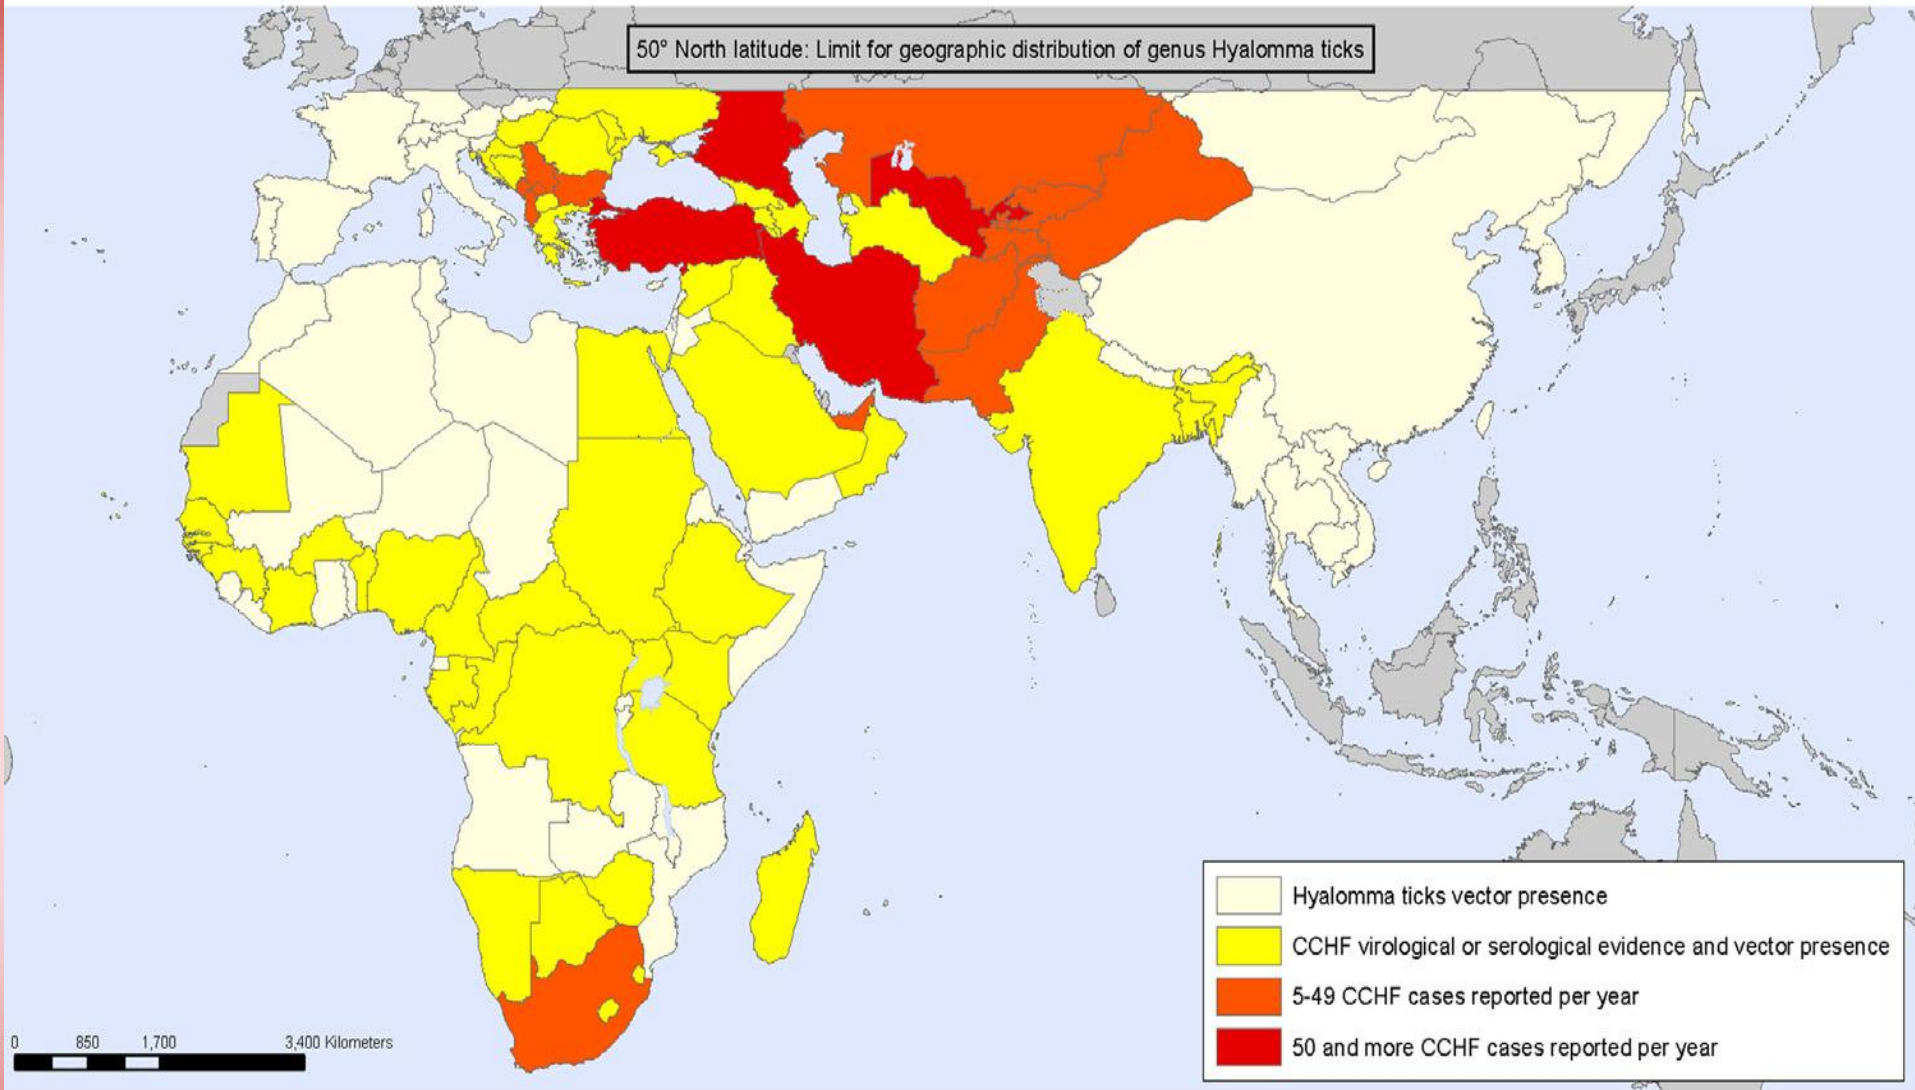 50° North latitude: Limit for geographic distribution of genus Hyalomma ticks
Hyalomma ticks vector presence
CCHF virological or serological evidence and vector presence
5-49 CCHF cases reported per year
50 and more CCHF cases reported per year
0 850 1,700 3,400 Kilometers